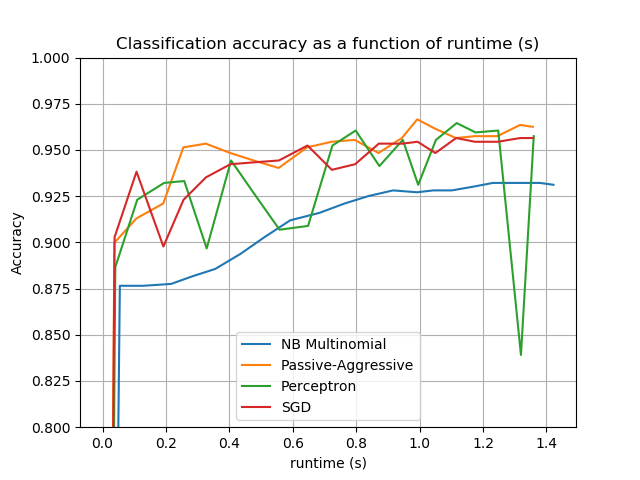 Classification accuracy as a function of runtime (s)
1.000
0.975
0.950
0.925
0.900
0.875
0.850
0.825
0.800
Accuracy
NB Multinomial
Passive-Aggressive
Perceptron
SGD
0.0 0.2 0.4 0.6 0.8 1.0 1.2 1.4
runtime (s)